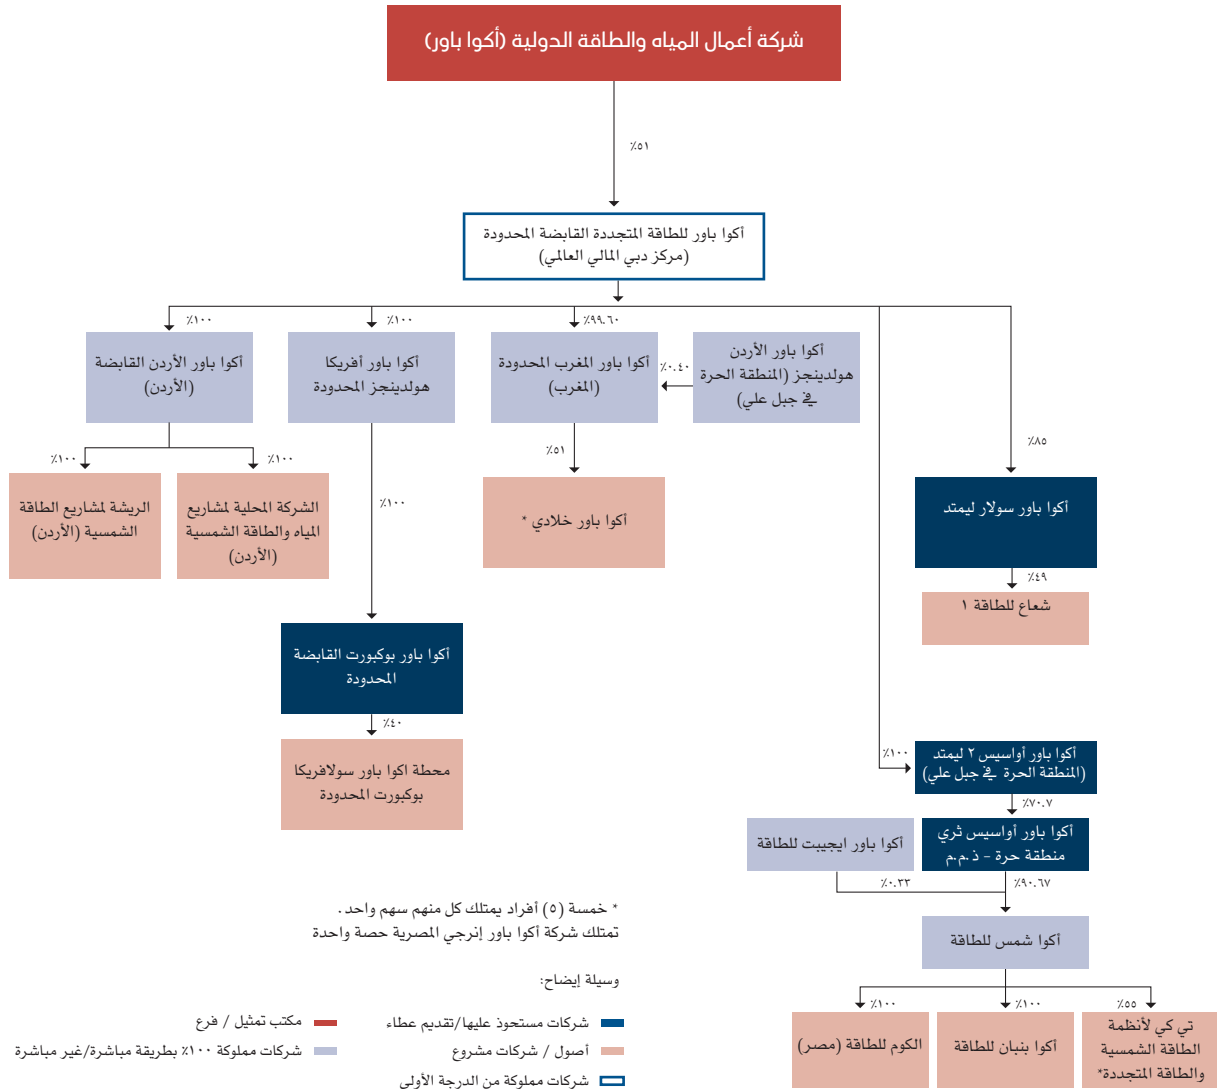 شركة أعمال المياه والطاقة الدولية (أكوا باور)
٪٥١
أكوا باور للطاقة المتجددة القابضة المحدودة
(مركز دبي المالي العالمي)
٪١٠٠
٪١٠٠
٪٩٩.٦٠
أكوا باور الأردن القابضة
(الأردن)
أكوا باور أفريكا
هولدينجز المحدودة
أكوا باور المغرب المحدودة
(المغرب)
٪٠.٤٠
أكوا باور الأردن
هولدينجز (المنطقة الحرة
في جبل علي)
٪١٠٠
٪١٠٠
٪١٠٠
٪٥١
٪٨٥
الريشة لمشاريع الطاقة
الشمسية (الأردن)
الشركة المحلية لمشاريع
المياه والطاقة الشمسية
(الأردن)
أكوا باور خلادي *
أكوا باور سولار ليمتد
٪٤٩
شعاع للطاقة ١
أكوا باور بوكبورت القابضة
المحدودة
٪٤٠
محطة اكوا باور سولافريكا
بوكبورت المحدودة
٪١٠٠
أكوا باور أواسيس ٢ ليمتد
(المنطقة الحرة في جبل علي)
٪٧٠.٧
أكوا باور ايجيبت للطاقة
أكوا باور أواسيس ثري
منطقة حرة - ذ.م.م
٪٠.٣٣
٪٩٠.٦٧
أكوا شمس للطاقة
٪١٠٠
٪١٠٠
٪٥٥
الكوم للطاقة (مصر)
أكوا بنبان للطاقة
تي كي لأنظمة
الطاقة الشمسية
والطاقة المتجددة*
* خمسة (٥) أفراد يمتلك كل منهم سهم واحد.
تمتلك شركة أكوا باور إنرجي المصرية حصة واحدة
وسيلة إيضاح:
شركات مستحوذ عليها/تقديم عطاء
أصول / شركات مشروع
شركات مملوكة من الدرجة الأولى
مكتب تمثيل / فرع
شركات مملوكة ١٠٠٪ بطريقة مباشرة/غير مباشرة